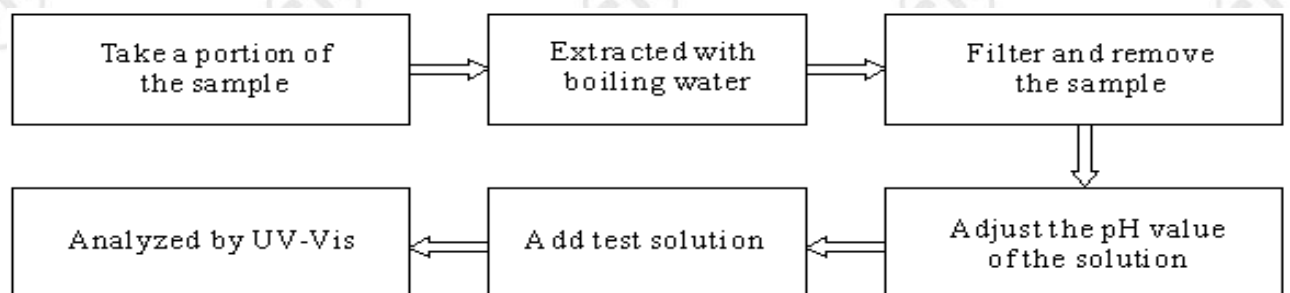 Take a portion of
the sample
Extracted with
boiling water
Filter and remove
the sample
Adjust the pH value
of the solution
Add test solution
Analyzed by UV-Vis